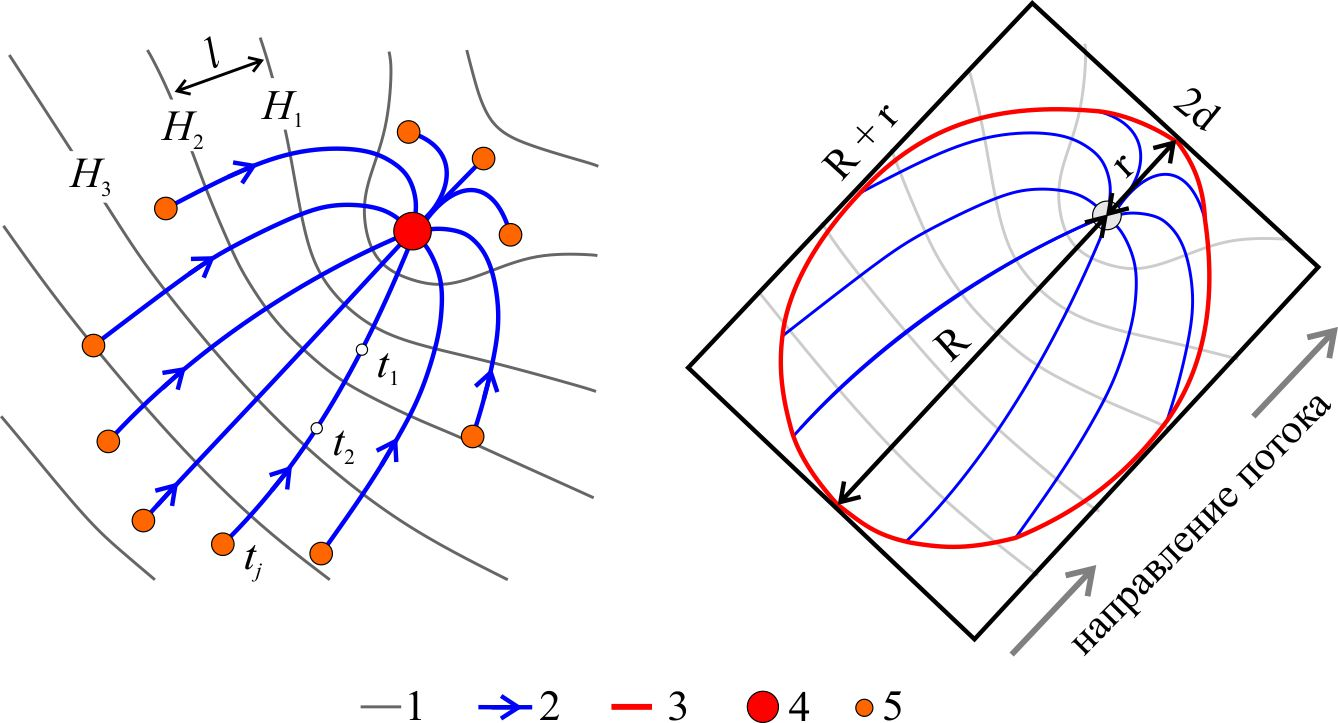 l
H₁
H₂
H₃
t₁
t₂
tⱼ
R + r
2d
r
R
направление потока
1 2 3 4 5